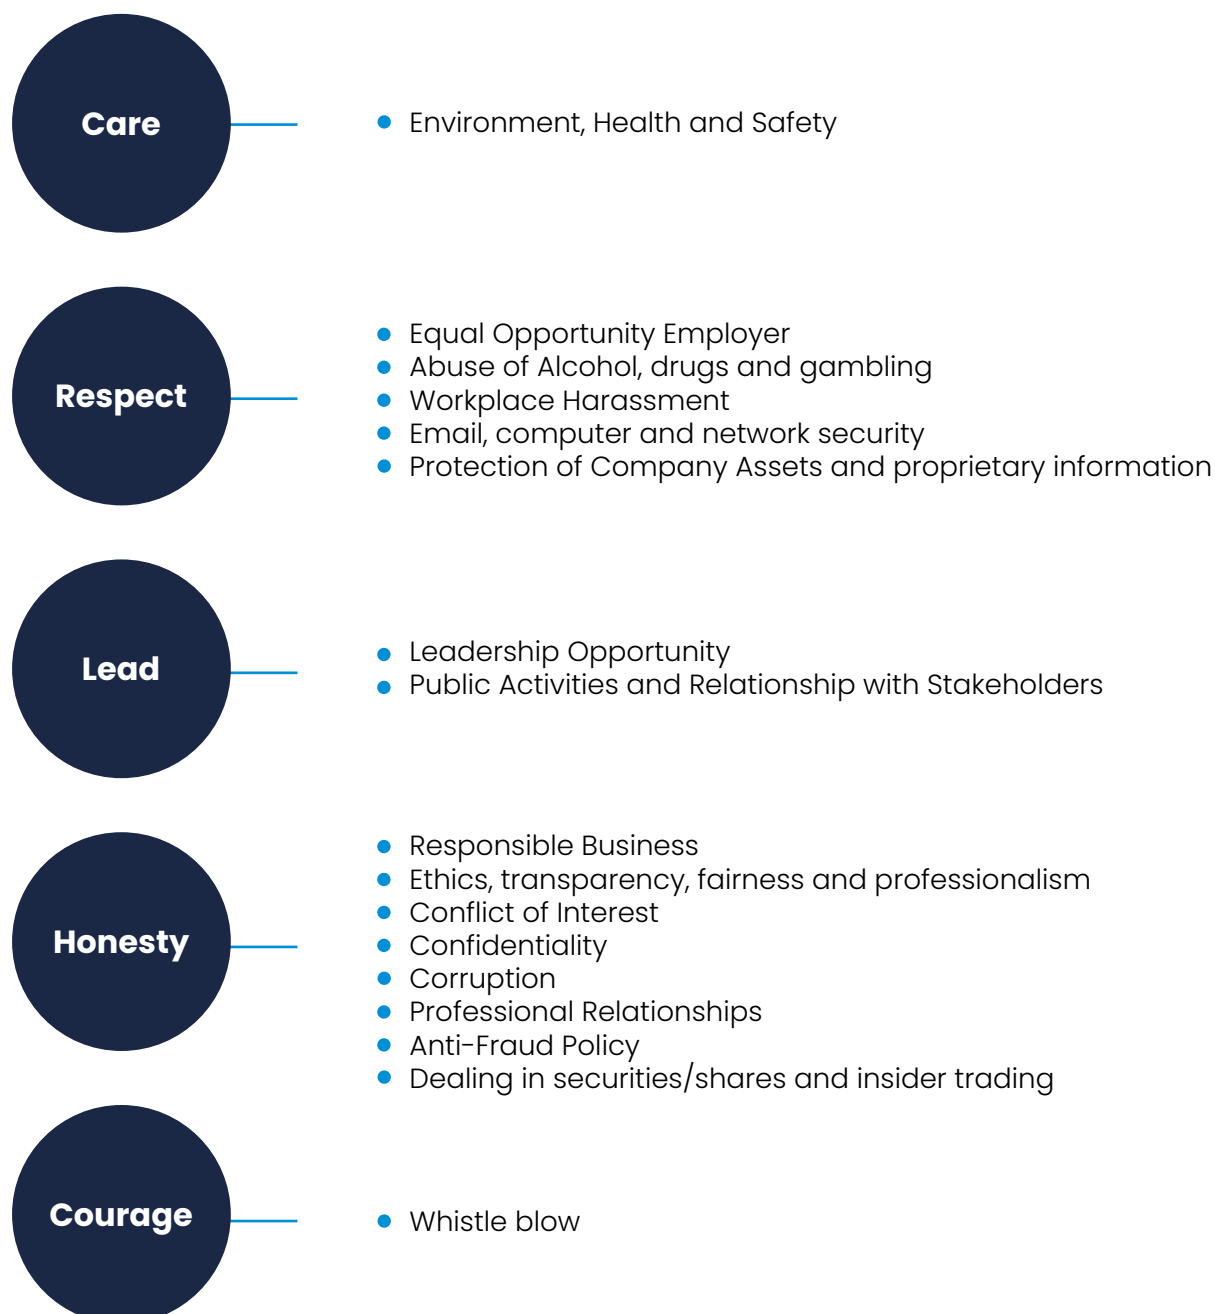 Care
Environment, Health and Safety
Respect
Equal Opportunity Employer
Abuse of Alcohol, drugs and gambling
Workplace Harassment
Email, computer and network security
Protection of Company Assets and proprietary information
Lead
Leadership Opportunity
Public Activities and Relationship with Stakeholders
Honesty
Responsible Business
Ethics, transparency, fairness and professionalism
Conflict of Interest
Confidentiality
Corruption
Professional Relationships
Anti-Fraud Policy
Dealing in securities/shares and insider trading
Courage
Whistle blow